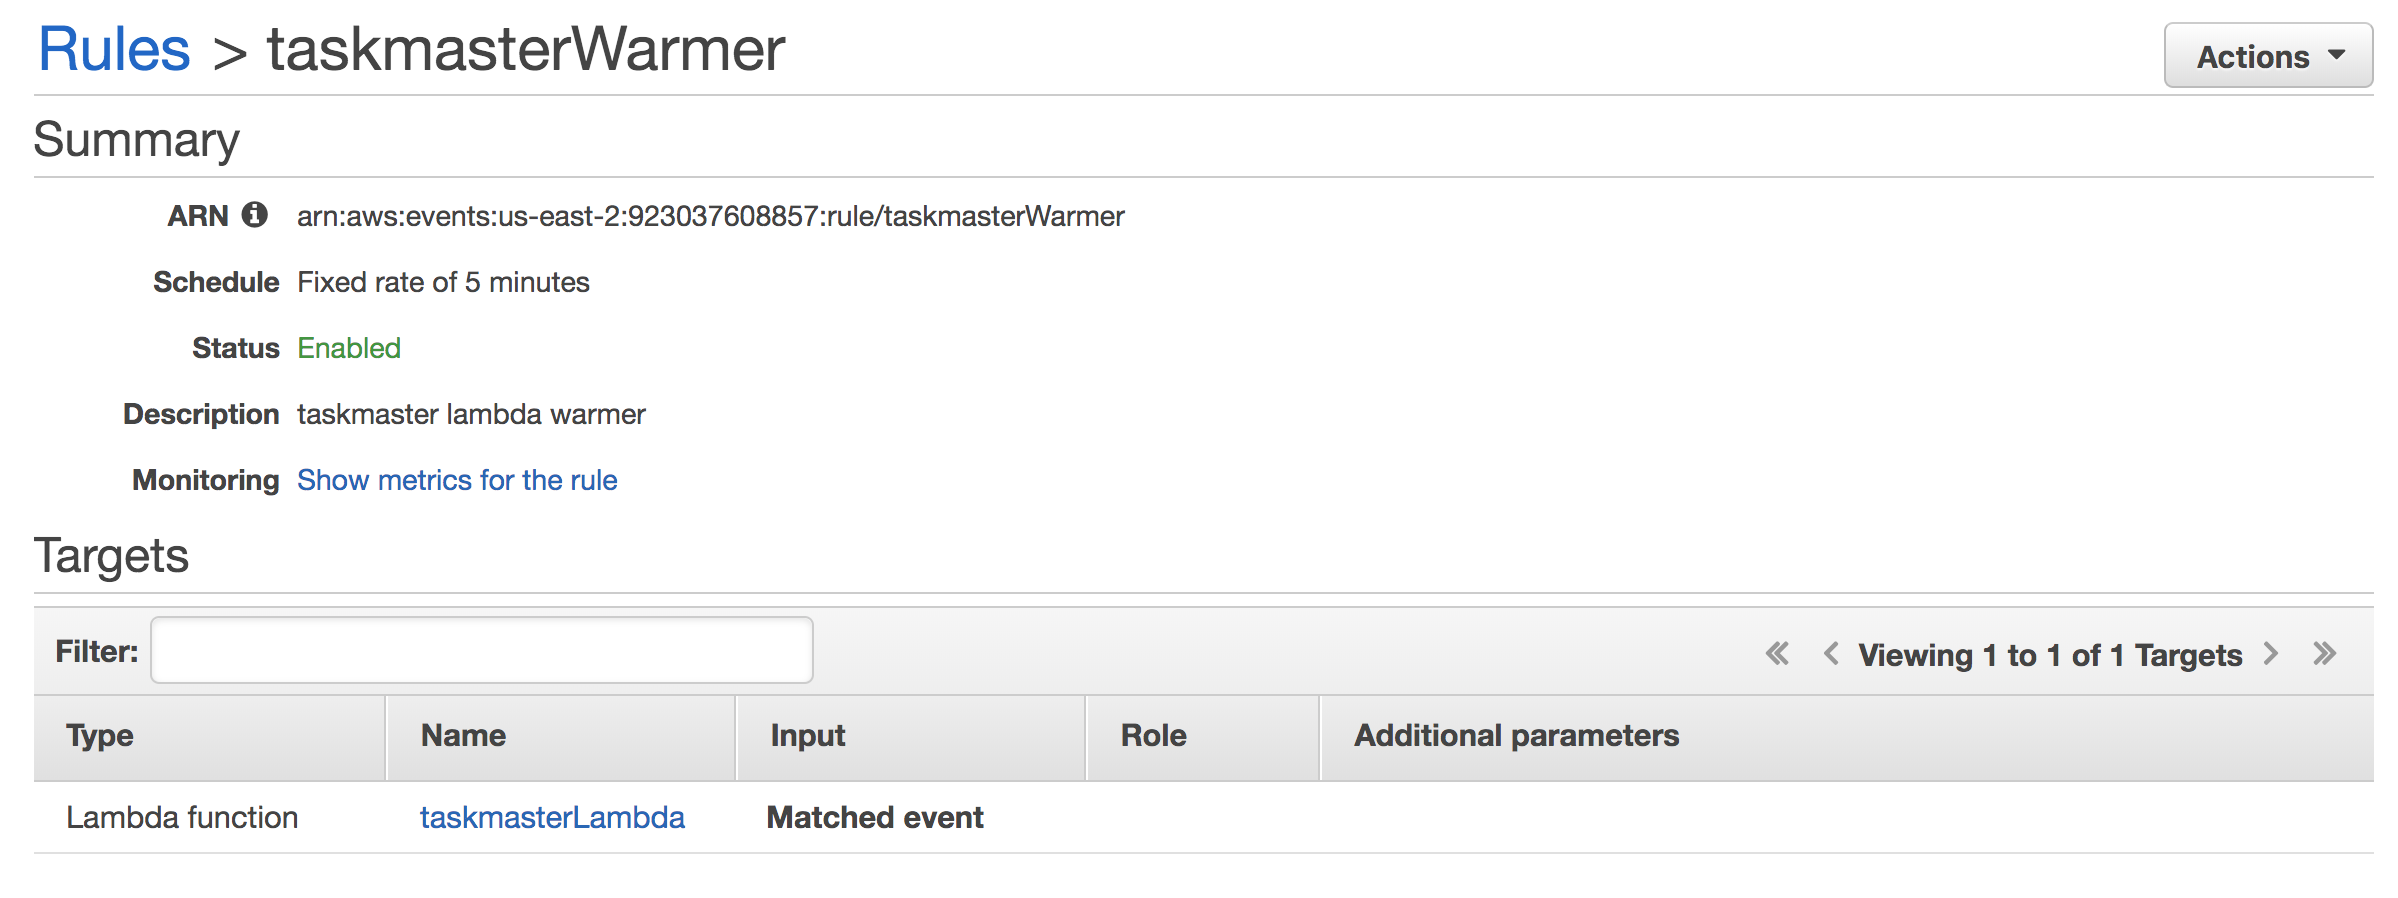 Rules > taskmasterWarmer
Actions
Summary
ARN arn:aws:events:us-east-2:923037608857:rule/taskmasterWarmer
Schedule Fixed rate of 5 minutes
Status Enabled
Description taskmaster lambda warmer
Monitoring Show metrics for the rule
Targets
Filter: « < Viewing 1 to 1 of 1 Targets > »
Type Name Input Role Additional parameters
Lambda function taskmasterLambda Matched event